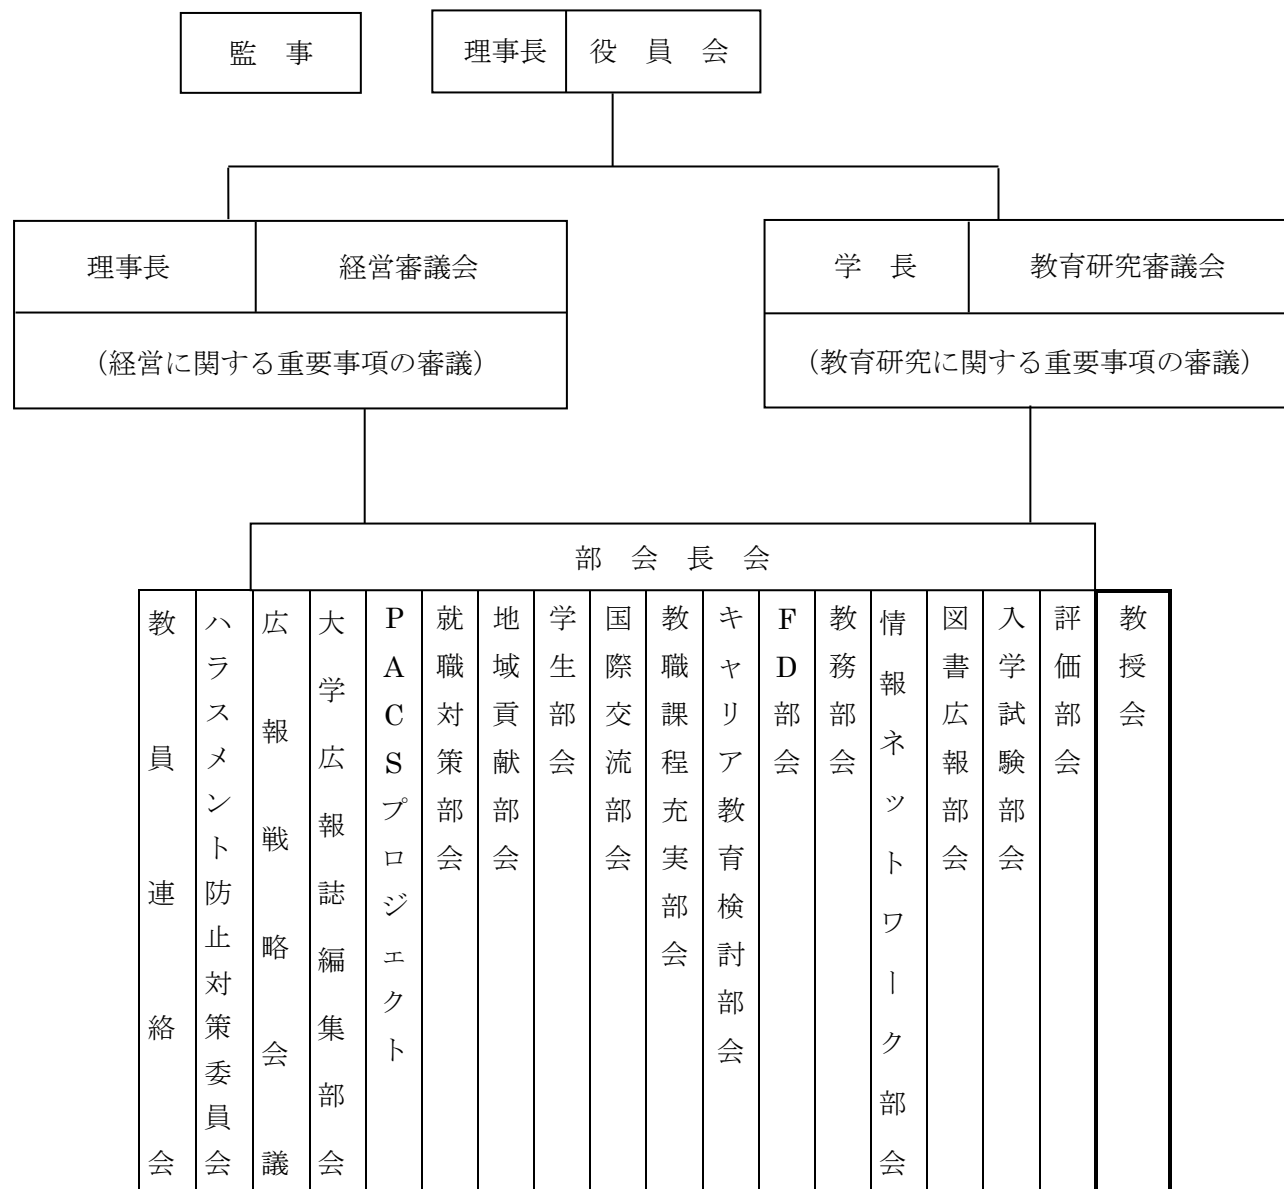 監 事
理事長 役 員 会
理事長 経営審議会
(経営に関する重要事項の審議)
学 長 教育研究審議会
(教育研究に関する重要事項の審議)
部 会 長 会
教員連絡会
ハラスメント防止対策委員会
広報戦略会議
大学広報誌編集部会
PACSプロジェクト
就職対策部会
地域貢献部会
学生部会
国際交流部会
教職課程充実部会
キャリア教育検討部会
FD部会
教務部会
情報ネットワーク部会
図書広報部会
入学試験部会
評価部会
教授会